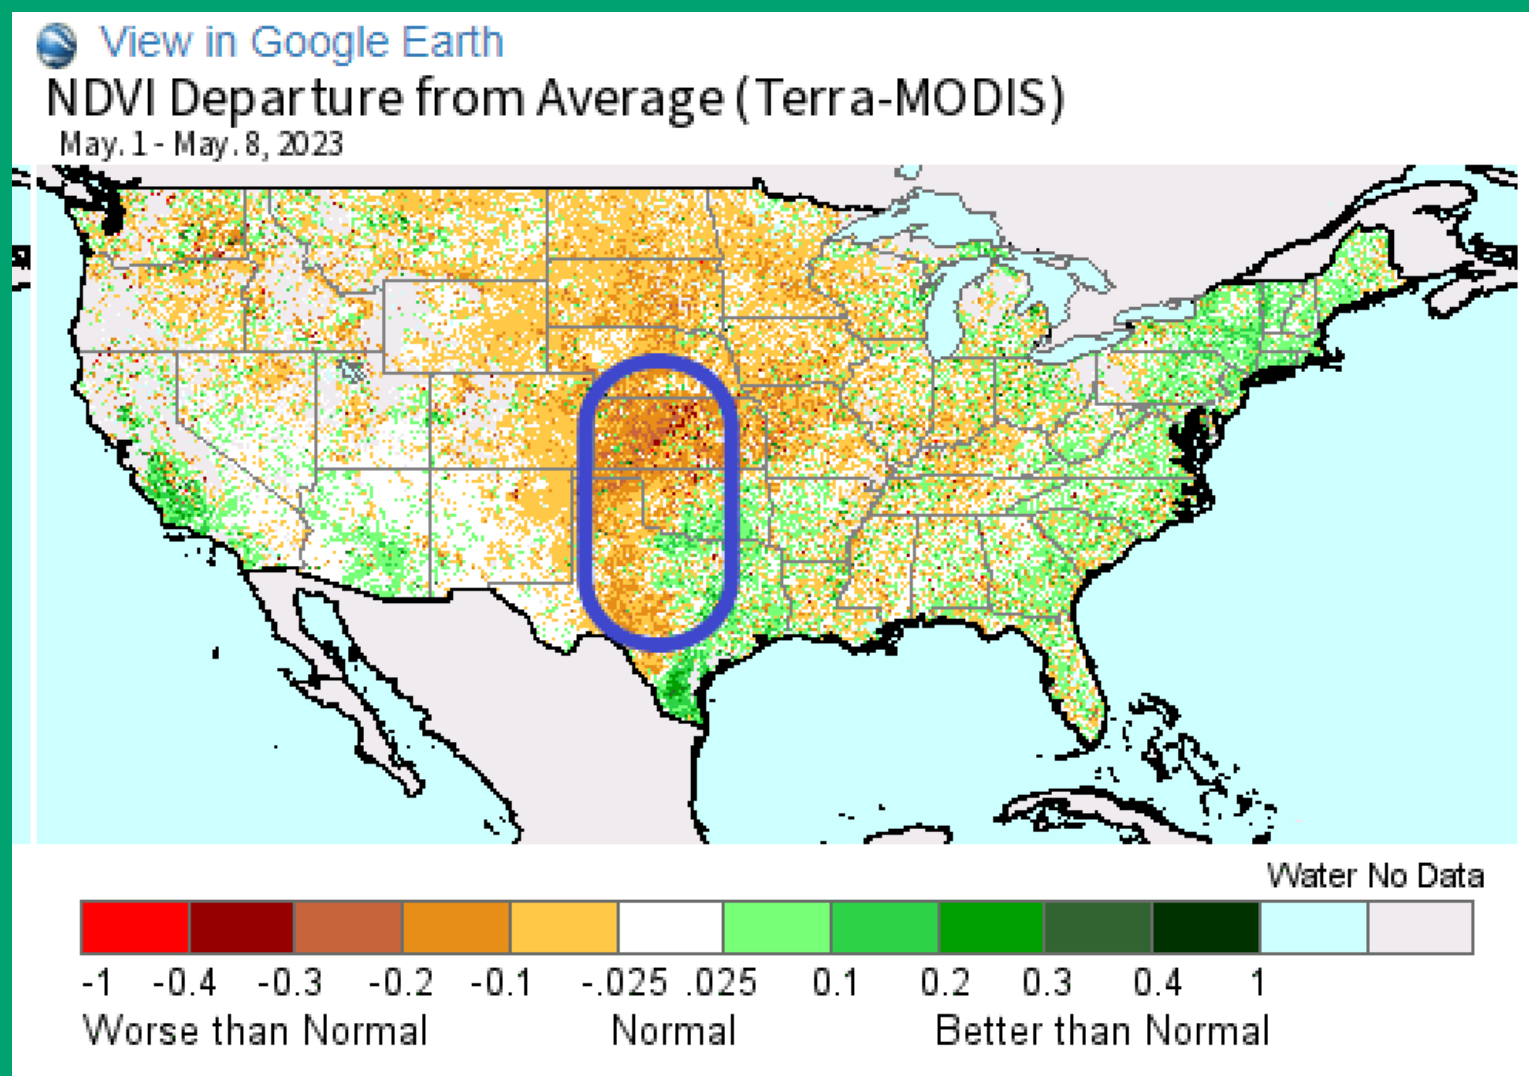 View in Google Earth
NDVI Departure from Average (Terra-MODIS)
May. 1 - May. 8, 2023
Water No Data
-1 -0.4 -0.3 -0.2 -0.1 -.025 .025 0.1 0.2 0.3 0.4 1
Worse than Normal Normal Better than Normal